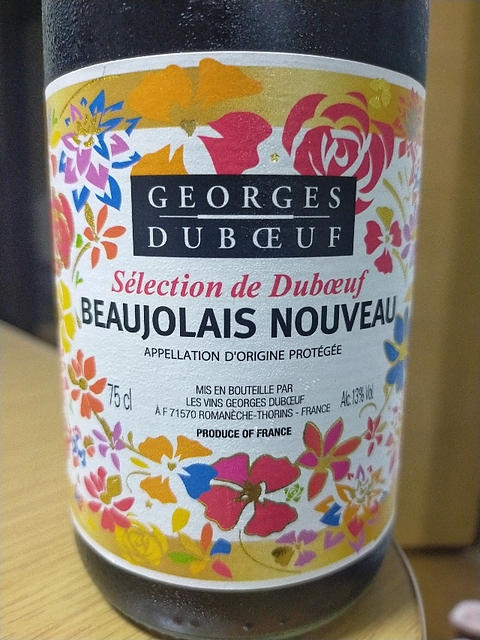 GEORGES
DUBŒUF
Sélection de Dubœuf
BEAUJOLAIS NOUVEAU
APPELLATION D'ORIGINE PROTÉGÉE
75 cl
MIS EN BOUTEILLE PAR
LES VINS GEORGES DUBŒUF
À F 71570 ROMANÈCHE-THORINS - FRANCE
Alc.13% Vol.
PRODUCE OF FRANCE